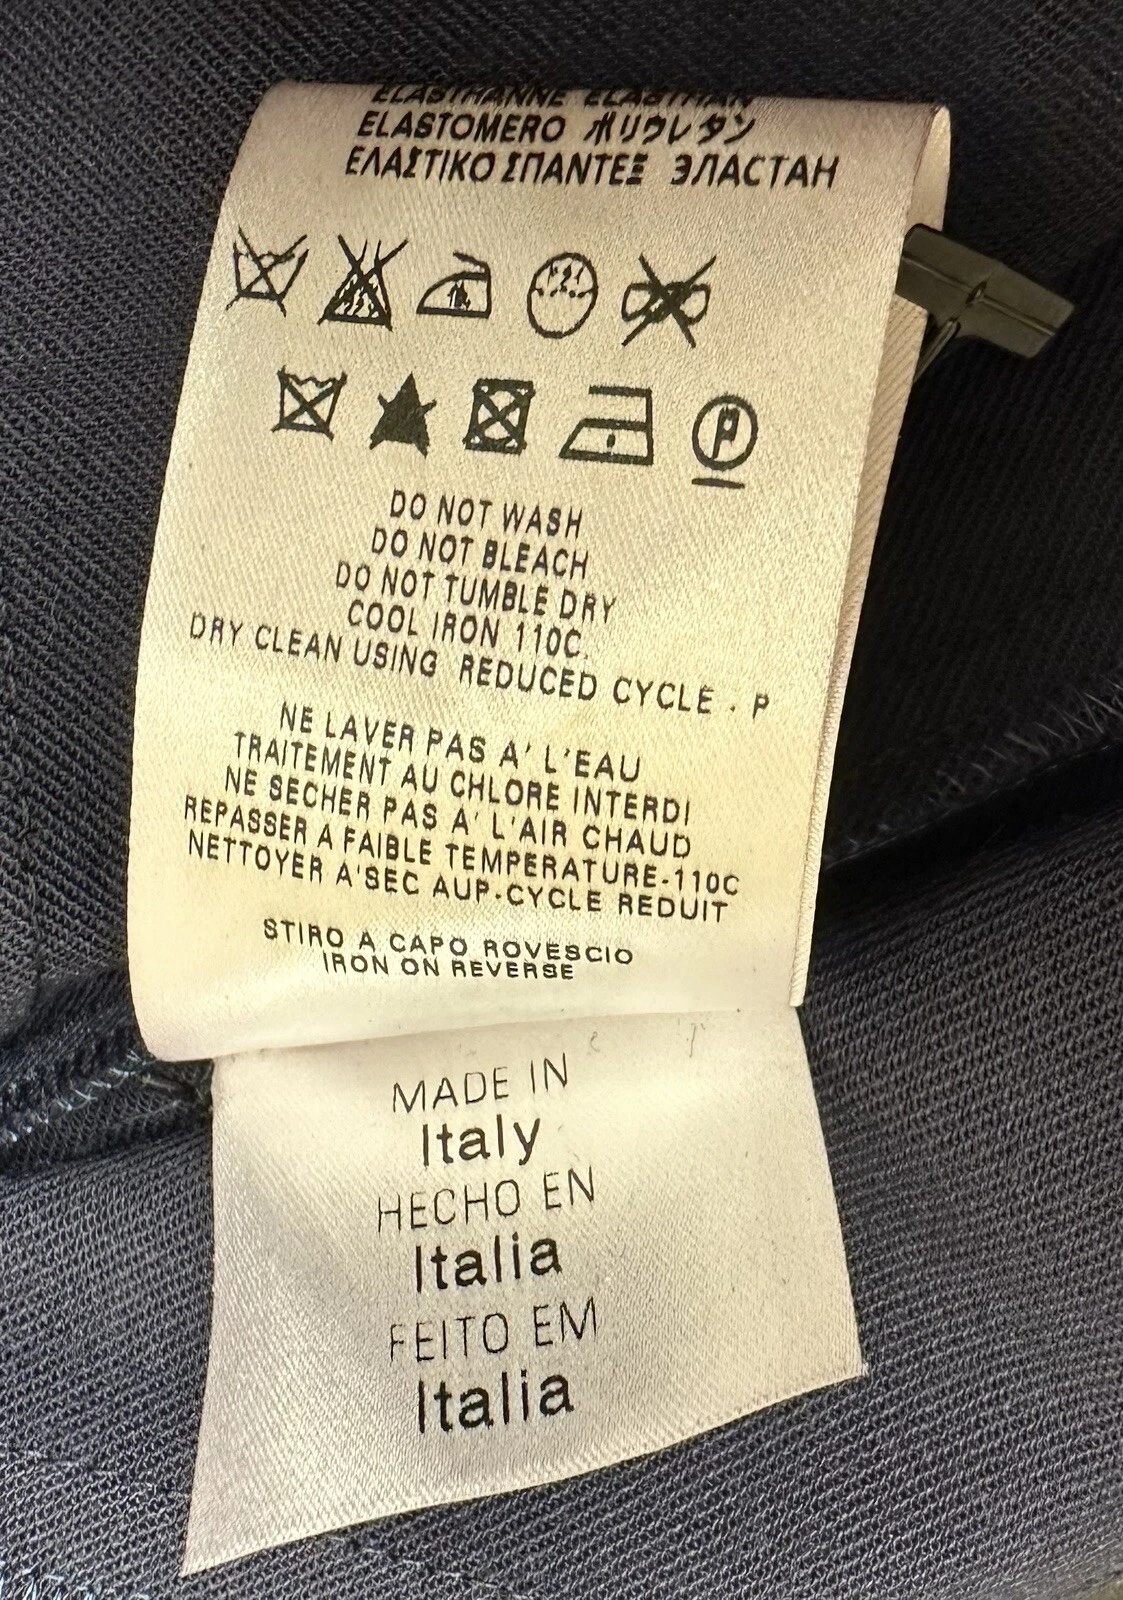 ELASTHANNE ELASTHAN
ELASTOMERO ポリウレタン
ΕΛΑΣΤΙΚΟ ΣΠΑΝΤΕΞ ЭЛАСТАН
P
DO NOT WASH
DO NOT BLEACH
DO NOT TUMBLE DRY
COOL IRON 110C.
DRY CLEAN USING REDUCED CYCLE . P
NE LAVER PAS A' L'EAU
TRAITEMENT AU CHLORE INTERDI
NE SECHER PAS A' L'AIR CHAUD
REPASSER A FAIBLE TEMPERATURE-110C
NETTOYER A'SEC AUP.-CYCLE REDUIT
STIRO A CAPO ROVESCIO
IRON ON REVERSE
MADE IN
Italy
HECHO EN
Italia
FEITO EM
Italia